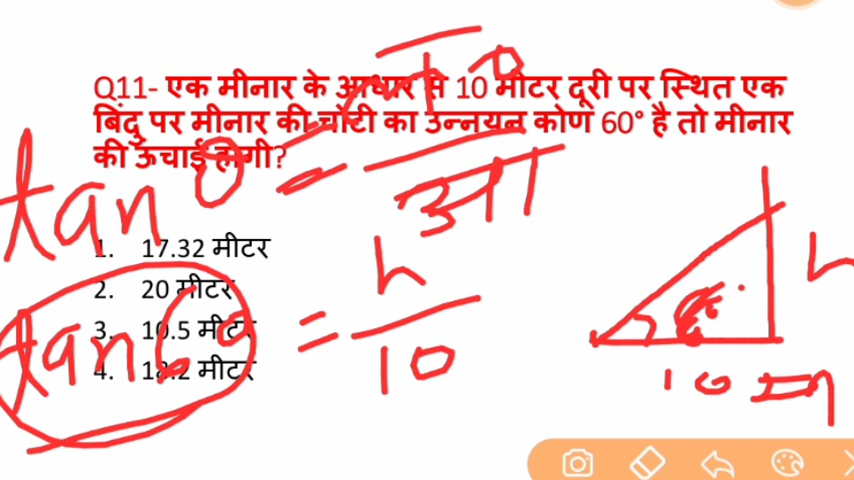 Q11- एक मीनार के आधार से 10 मीटर दूरी पर स्थित एक
बिंदु पर मीनार की चोटी का उन्नयन कोण 60° है तो मीनार
की ऊचाई होगी?
tan θ = आ
1. 17.32 मीटर
2. 20 मीटर
3. 10.5 मीटर
4. 18.2 मीटर
tan 60 = h
10
h
10 मी